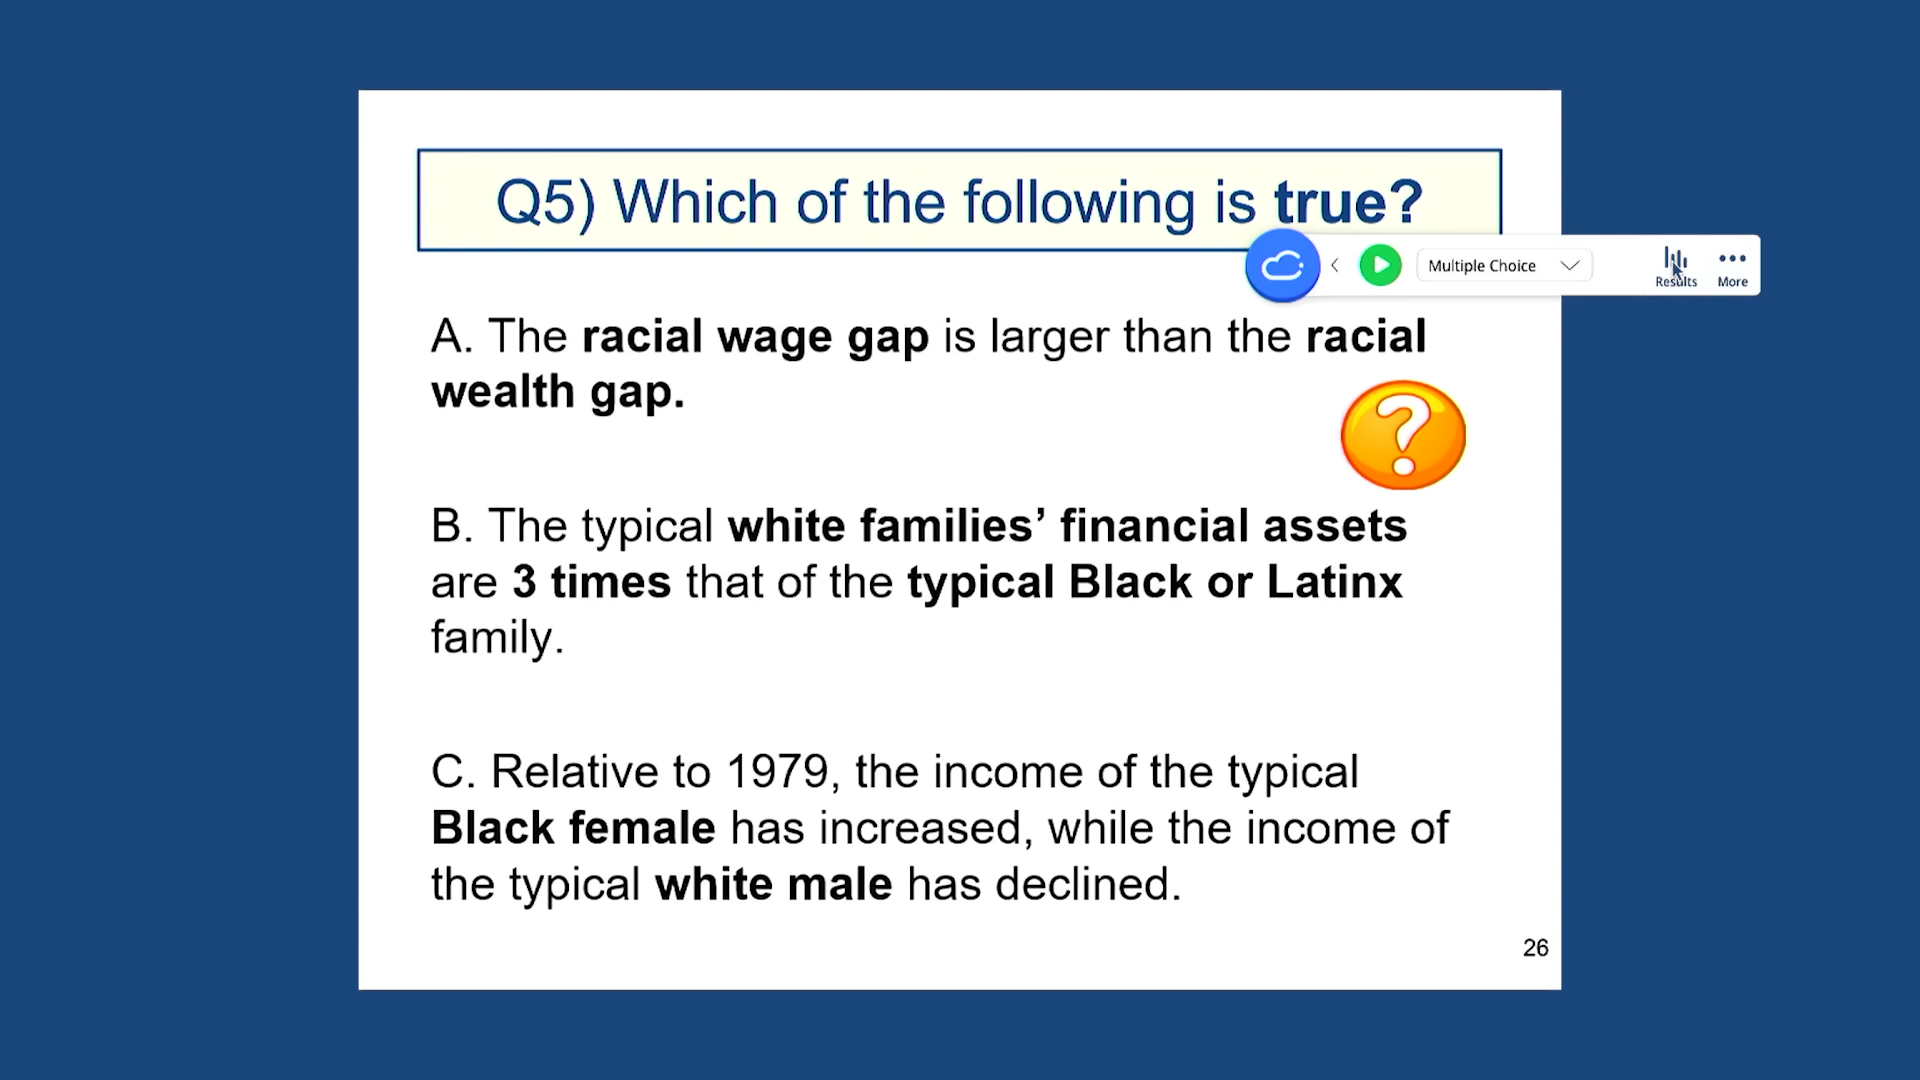 Q5) Which of the following is true?
Multiple Choice
Results
More
A. The racial wage gap is larger than the racial
wealth gap.
?
B. The typical white families’ financial assets
are 3 times that of the typical Black or Latinx
family.
C. Relative to 1979, the income of the typical
Black female has increased, while the income of
the typical white male has declined.
26